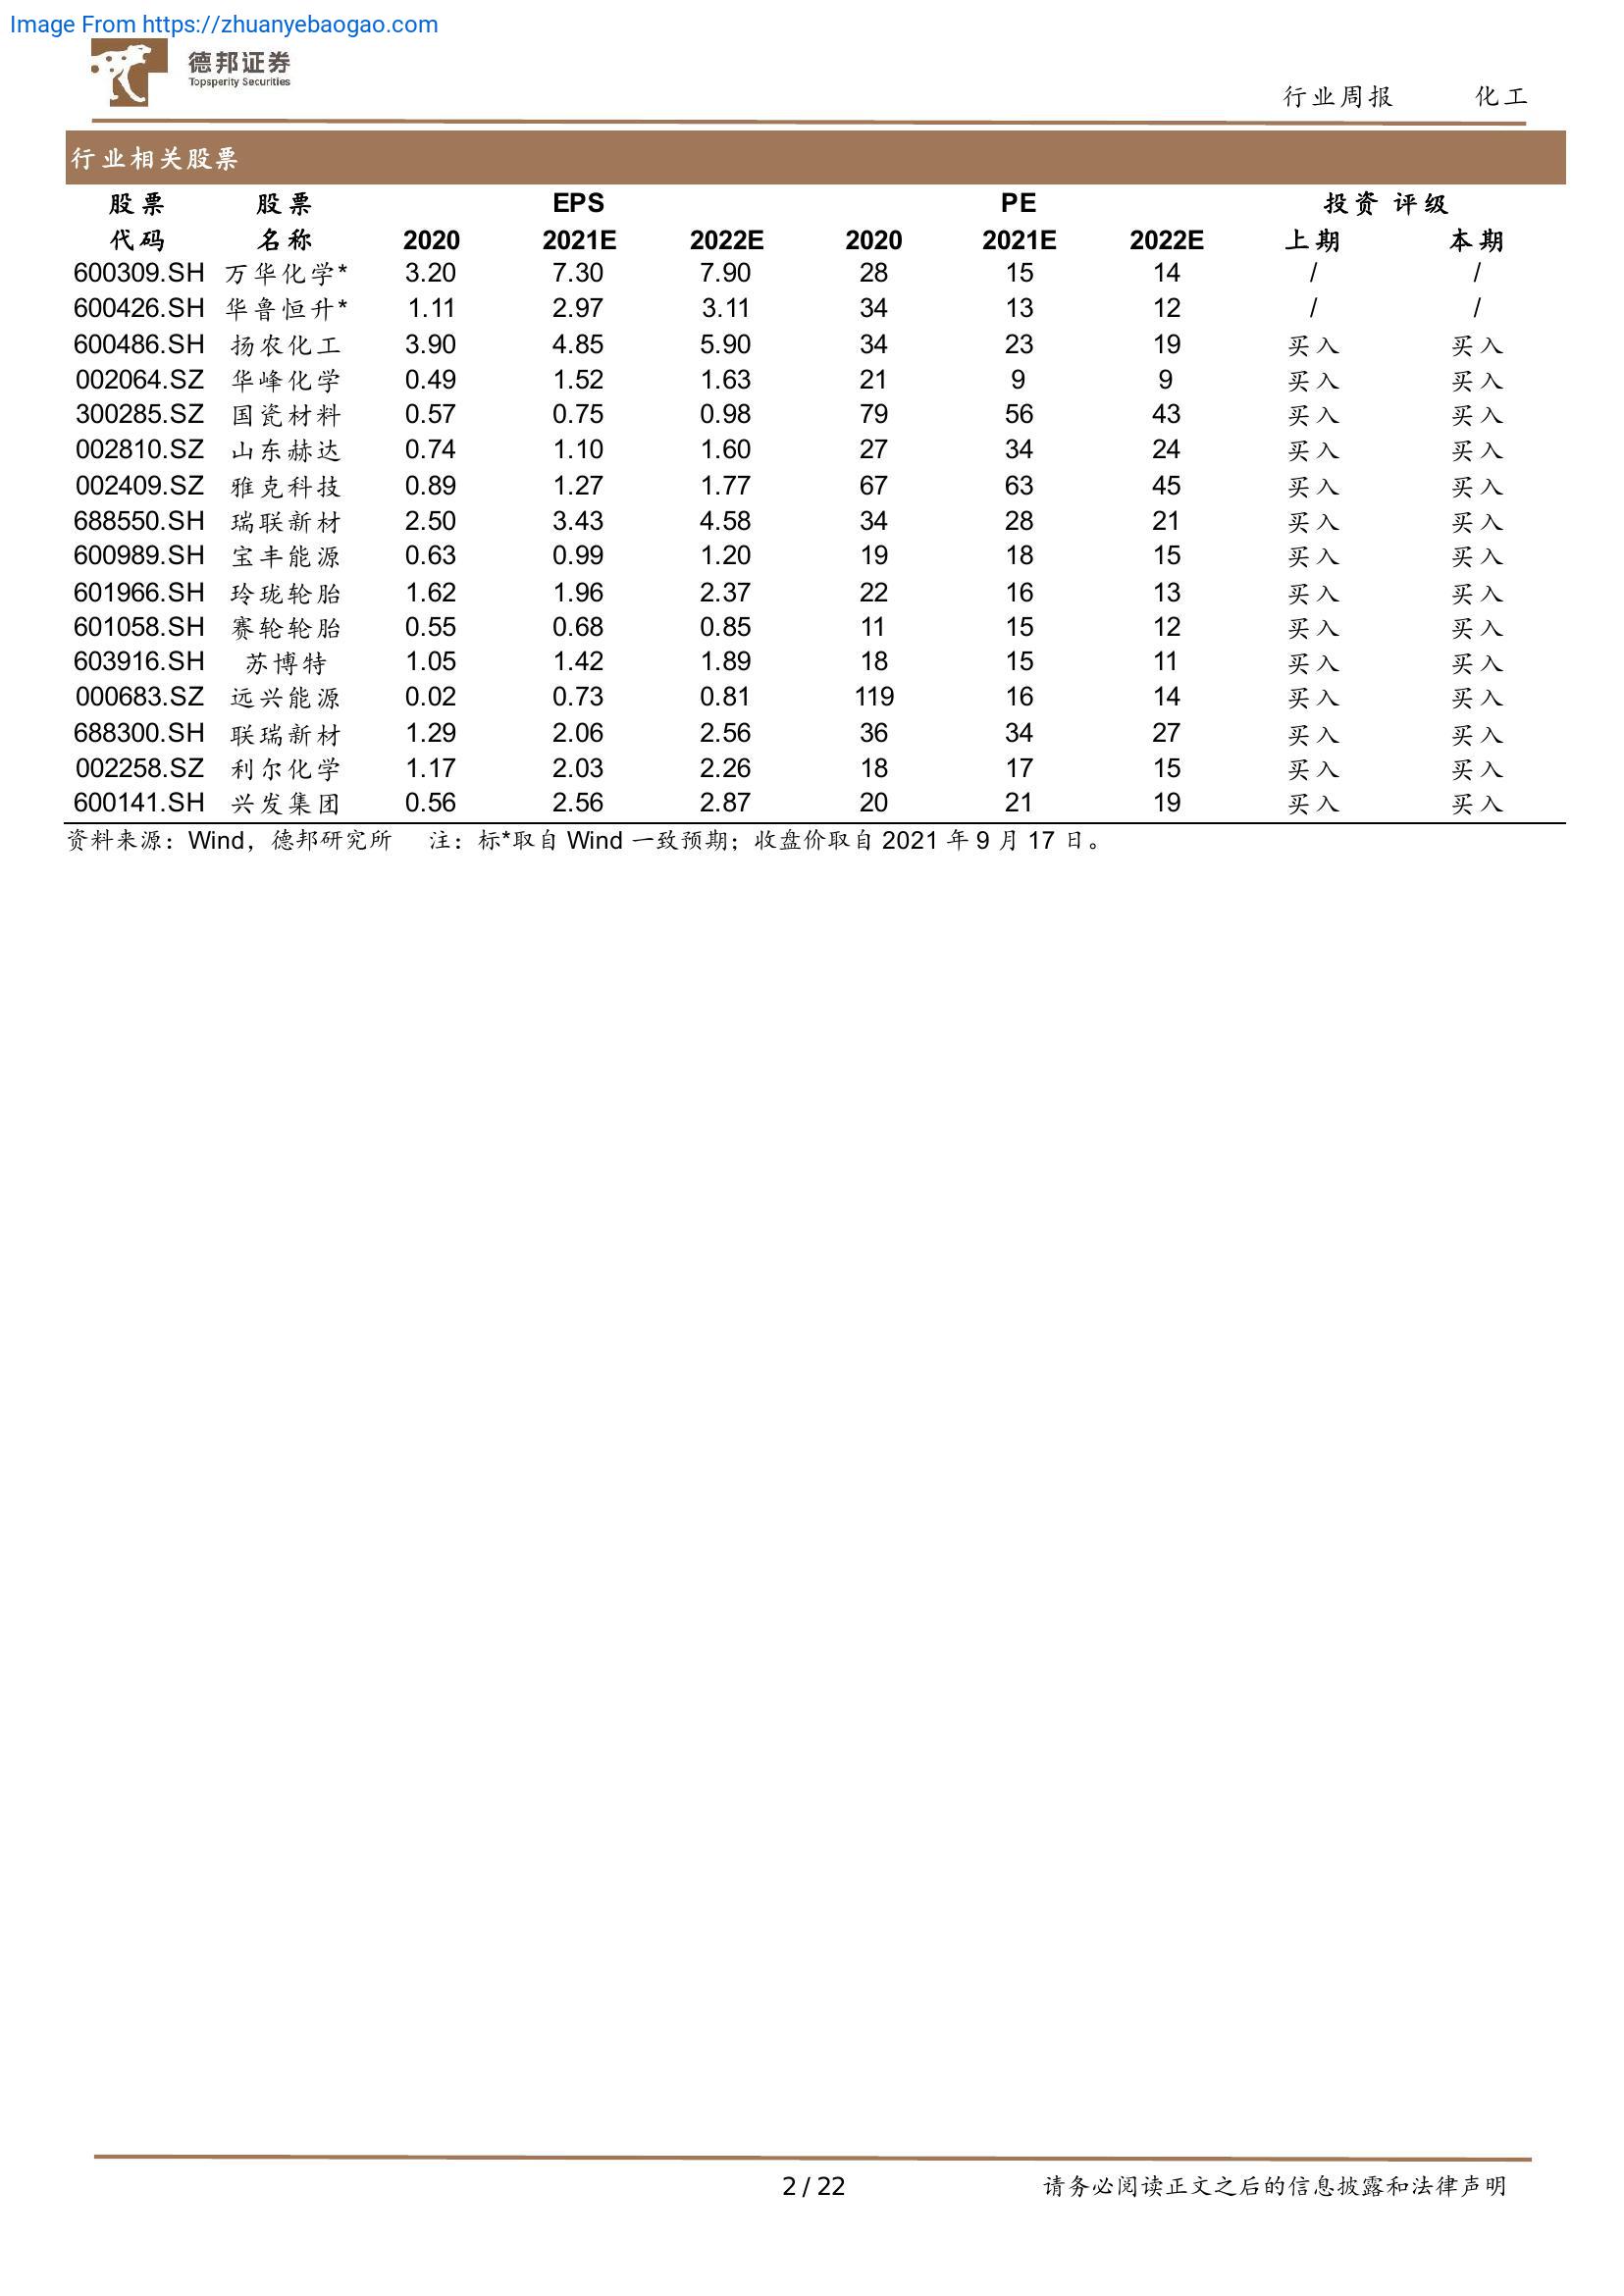 Image From https://zhuanyebaogao.com
德邦证券
Topsperity Securities
行业周报 化工
行业相关股票
股票 股票 EPS PE 投资 评级
代码 名称 2020 2021E 2022E 2020 2021E 2022E 上期 本期
600309.SH 万华化学* 3.20 7.30 7.90 28 15 14 / /
600426.SH 华鲁恒升* 1.11 2.97 3.11 34 13 12 / /
600486.SH 扬农化工 3.90 4.85 5.90 34 23 19 买入 买入
002064.SZ 华峰化学 0.49 1.52 1.63 21 9 9 买入 买入
300285.SZ 国瓷材料 0.57 0.75 0.98 79 56 43 买入 买入
002810.SZ 山东赫达 0.74 1.10 1.60 27 34 24 买入 买入
002409.SZ 雅克科技 0.89 1.27 1.77 67 63 45 买入 买入
688550.SH 瑞联新材 2.50 3.43 4.58 34 28 21 买入 买入
600989.SH 宝丰能源 0.63 0.99 1.20 19 18 15 买入 买入
601966.SH 玲珑轮胎 1.62 1.96 2.37 22 16 13 买入 买入
601058.SH 赛轮轮胎 0.55 0.68 0.85 11 15 12 买入 买入
603916.SH 苏博特 1.05 1.42 1.89 18 15 11 买入 买入
000683.SZ 远兴能源 0.02 0.73 0.81 119 16 14 买入 买入
688300.SH 联瑞新材 1.29 2.06 2.56 36 34 27 买入 买入
002258.SZ 利尔化学 1.17 2.03 2.26 18 17 15 买入 买入
600141.SH 兴发集团 0.56 2.56 2.87 20 21 19 买入 买入
资料来源：Wind，德邦研究所 注：标*取自 Wind 一致预期；收盘价取自 2021 年 9 月 17 日。
2 / 22 请务必阅读正文之后的信息披露和法律声明